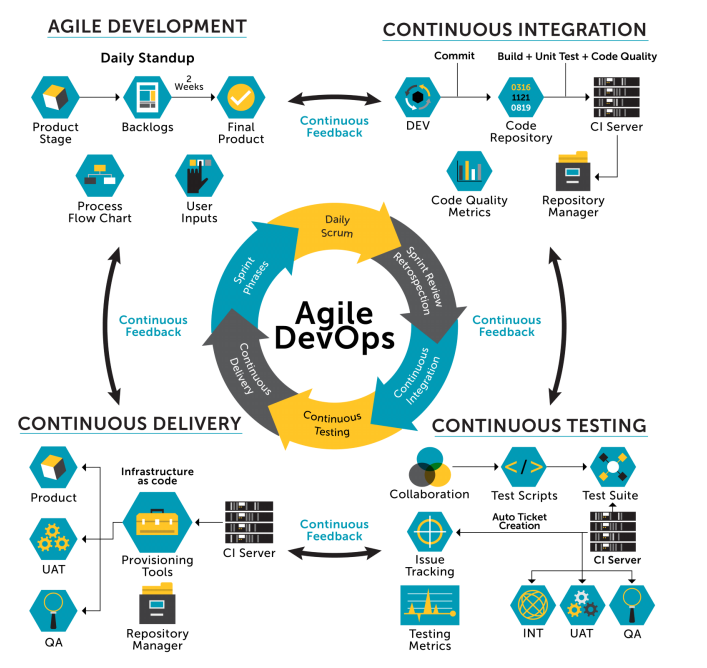 AGILE DEVELOPMENT
Daily Standup
2
Weeks
Product
Stage
Backlogs
Final
Product
Process
Flow Chart
User
Inputs
Continuous
Feedback
CONTINUOUS INTEGRATION
Commit
Build + Unit Test + Code Quality
0316
1121
0819
DEV
Code
Repository
CI Server
Code Quality
Metrics
Repository
Manager
Continuous
Feedback
Agile
DevOps
Daily
Scrum
Sprint Review
Retrospection
Continuous
Integration
Continuous
Testing
Continuous
Delivery
Sprint
Phrases
Continuous
Feedback
CONTINUOUS DELIVERY
Product
Infrastructure
as code
UAT
Provisioning
Tools
CI Server
QA
Repository
Manager
Continuous
Feedback
CONTINUOUS TESTING
Collaboration
</>
Test Scripts
Test Suite
Auto Ticket
Creation
Issue
Tracking
CI Server
Testing
Metrics
INT
UAT
QA